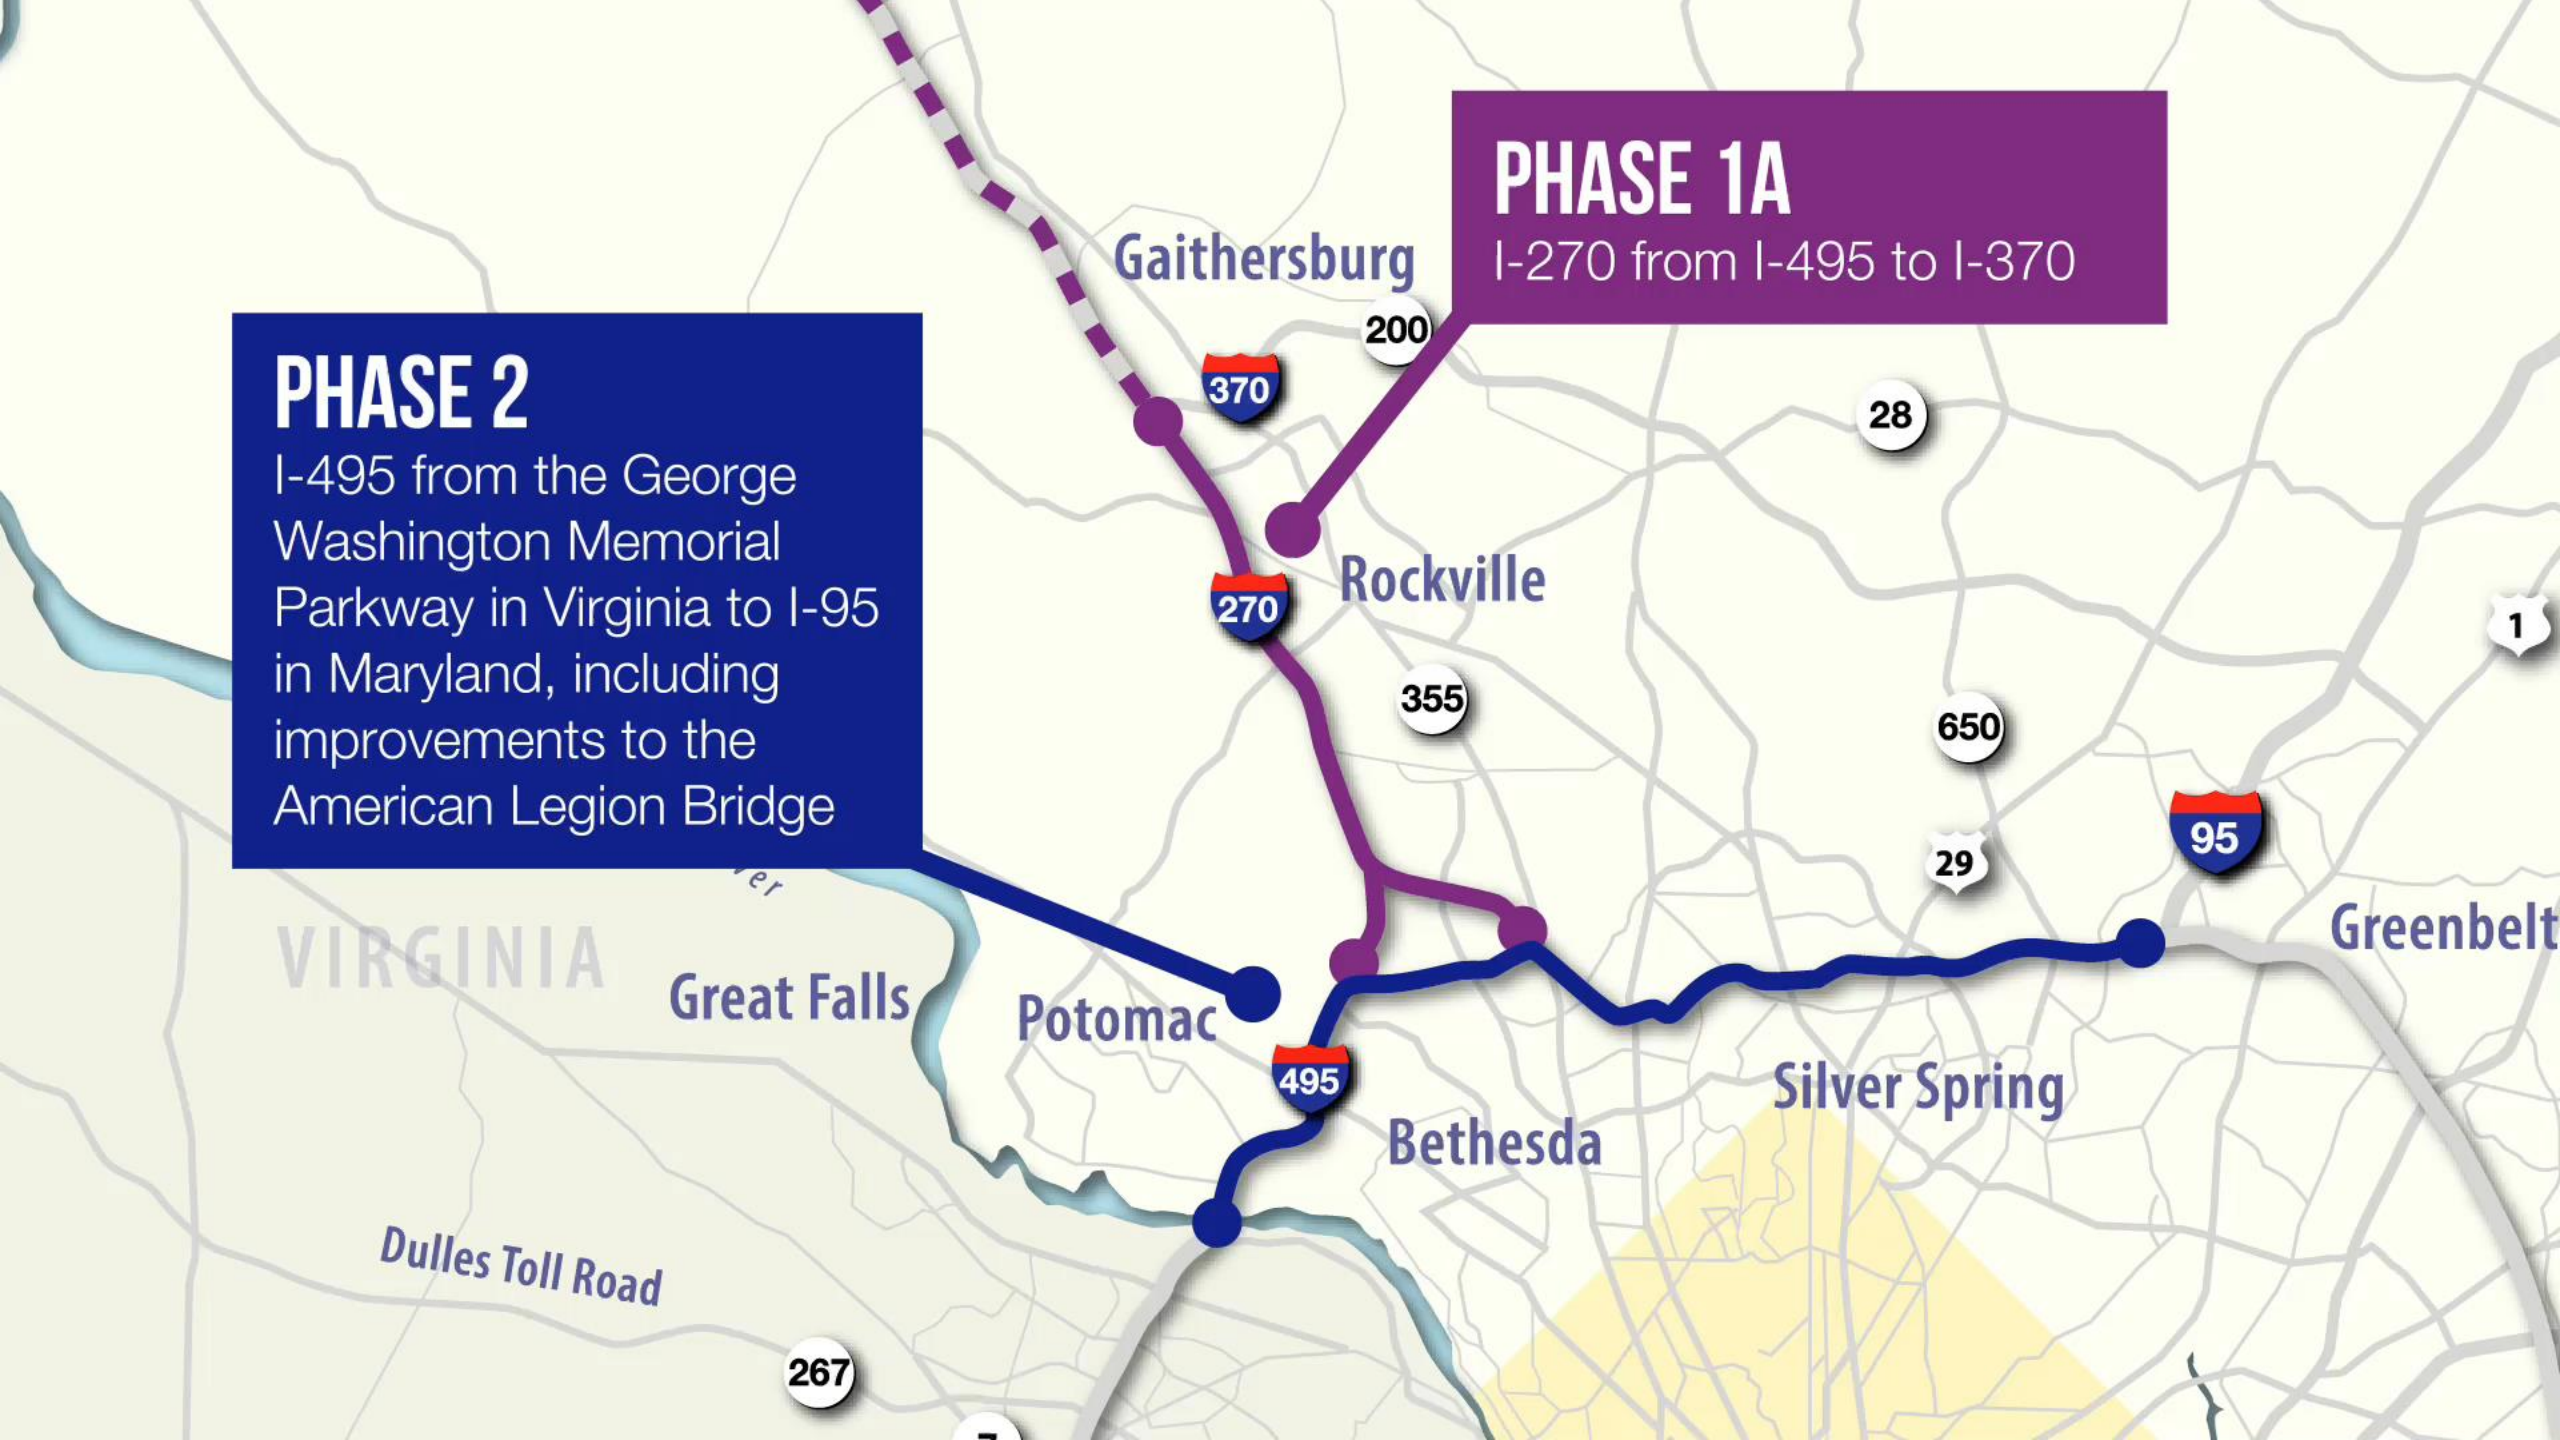 PHASE 1A
I-270 from I-495 to I-370
Gaithersburg
200
370
28
PHASE 2
I-495 from the George
Washington Memorial
Parkway in Virginia to I-95
in Maryland, including
improvements to the
American Legion Bridge
270
Rockville
1
355
650
29
95
VIRGINIA
Great Falls
Potomac
Greenbelt
495
Silver Spring
Bethesda
Dulles Toll Road
267